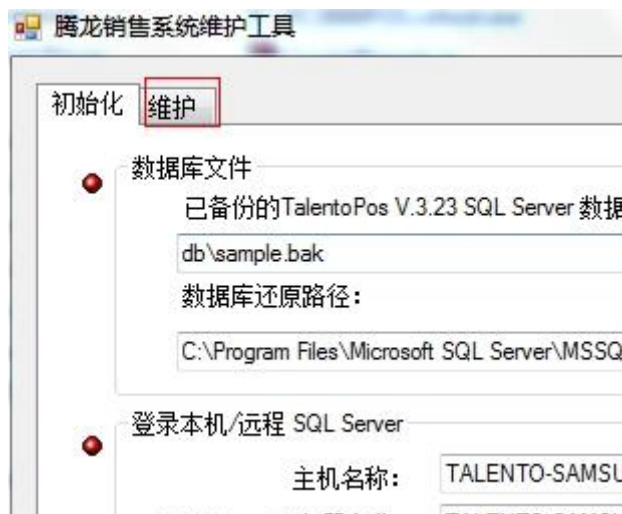 腾龙销售系统维护工具
初始化 维护
数据库文件
已备份的TalentoPos V.3.23 SQL Server 数据
db\sample.bak
数据库还原路径：
C:\Program Files\Microsoft SQL Server\MSSQ
登录本机/远程 SQL Server
主机名称： TALENTO-SAMSU